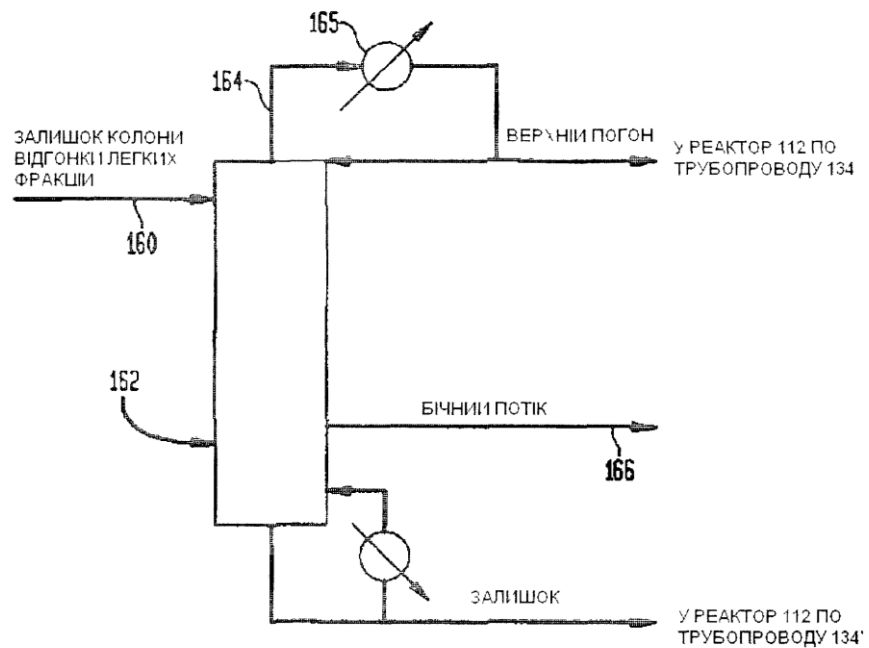 165
164
ЗАЛИШОК КОЛОНИ
ВІДГОНКИ ЛЕГКИХ
ФРАКЦІЙ
160
ВЕРХНІЙ ПОГОН
У РЕАКТОР 112 ПО
ТРУБОПРОВОДУ 134
162
БІЧНИЙ ПОТІК
166
ЗАЛИШОК
У РЕАКТОР 112 ПО
ТРУБОПРОВОДУ 134'